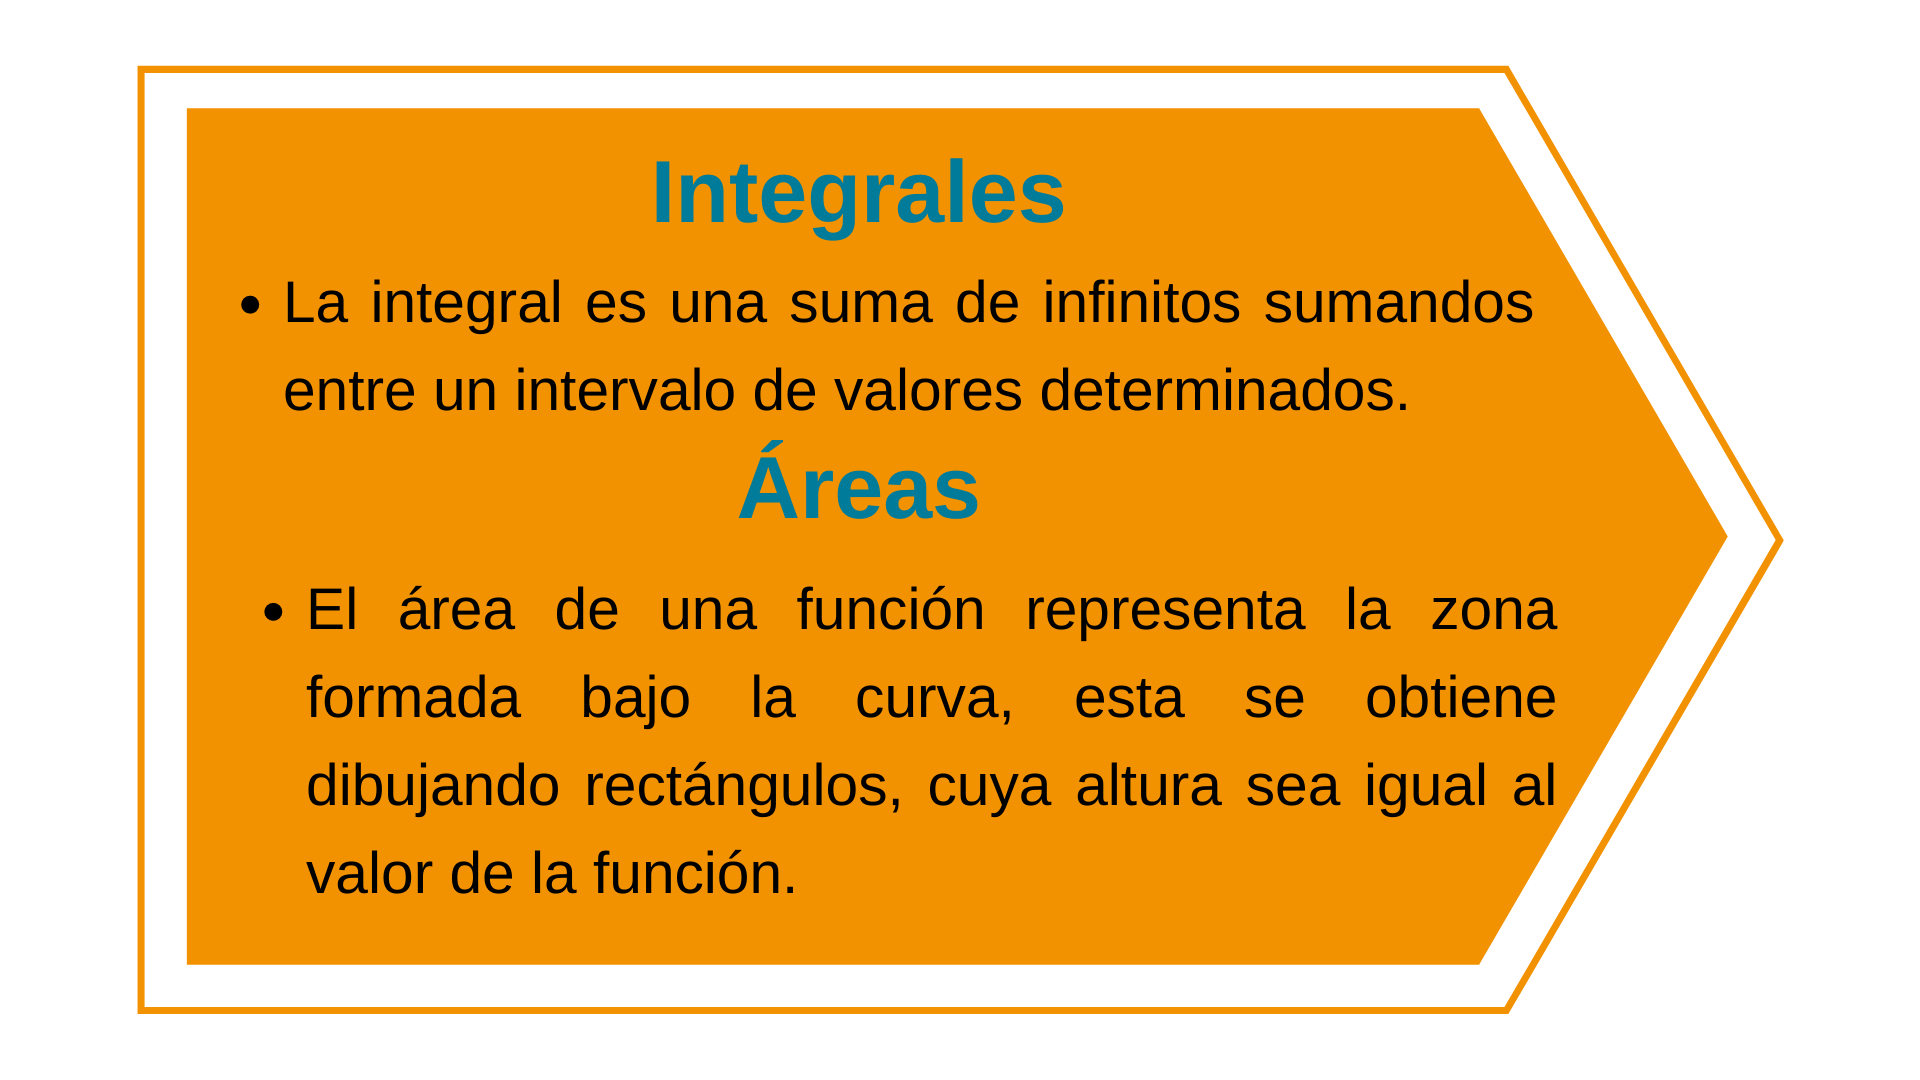 Integrales
• La integral es una suma de infinitos sumandos
entre un intervalo de valores determinados.
Áreas
• El área de una función representa la zona
formada bajo la curva, esta se obtiene
dibujando rectángulos, cuya altura sea igual al
valor de la función.